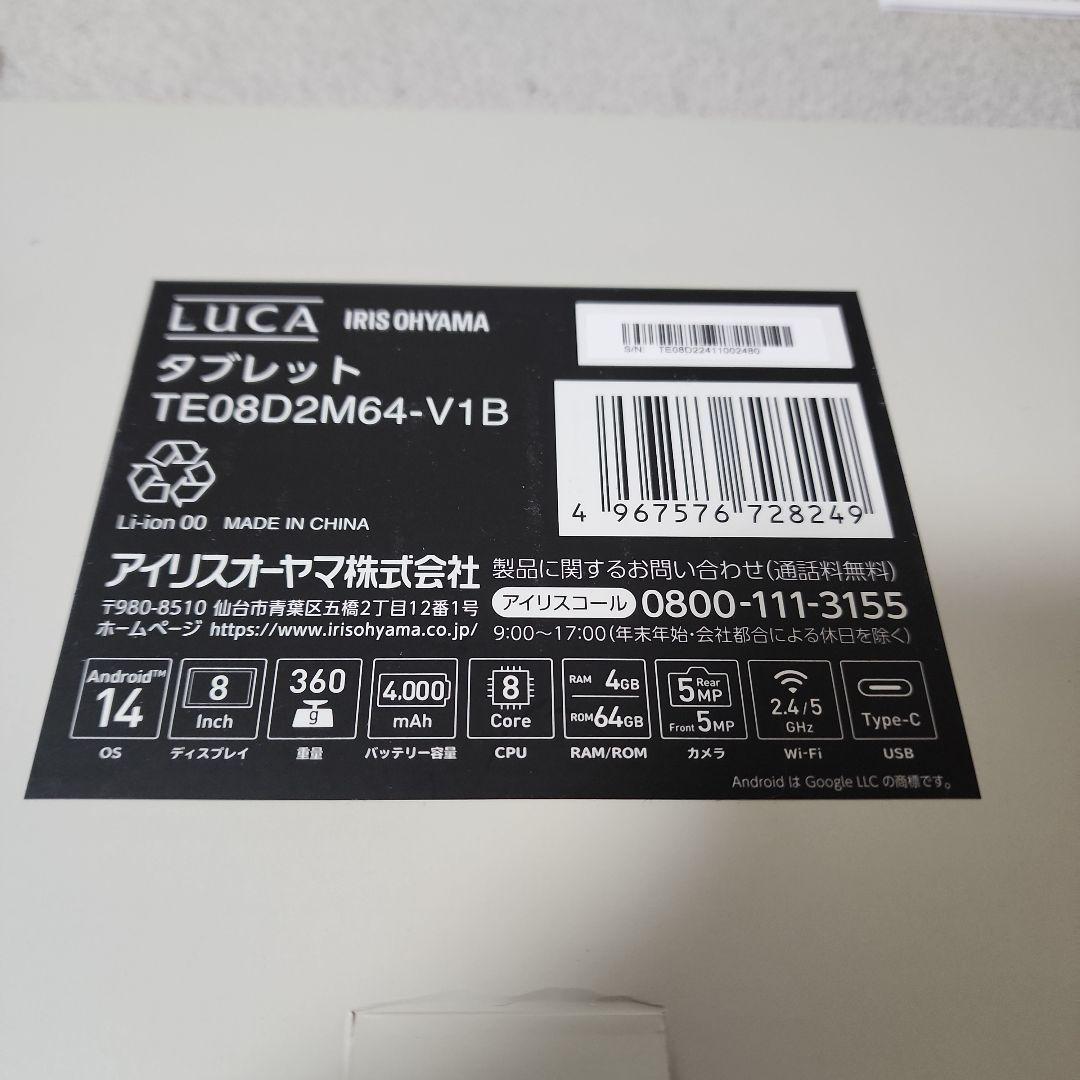 LUCA IRIS OHYAMA
タブレット
TE08D2M64-V1B
Li-ion 00 MADE IN CHINA
S/N: TE08D22411002480
4 967576 728249
アイリスオーヤマ株式会社
〒980-8510 仙台市青葉区五橋2丁目12番1号
ホームページ https://www.irisohyama.co.jp/
製品に関するお問い合わせ(通話料無料)
アイリスコール 0800-111-3155
9:00〜17:00(年末年始・会社都合による休日を除く)
Android™
14
OS
8
Inch
ディスプレイ
360
g
重量
4.000
mAh
バッテリー容量
8
Core
CPU
RAM 4GB
ROM 64GB
RAM/ROM
5 Rear
MP
Front 5MP
カメラ
2.4/5
GHz
Wi-Fi
Type-C
USB
Android は Google LLC の商標です。